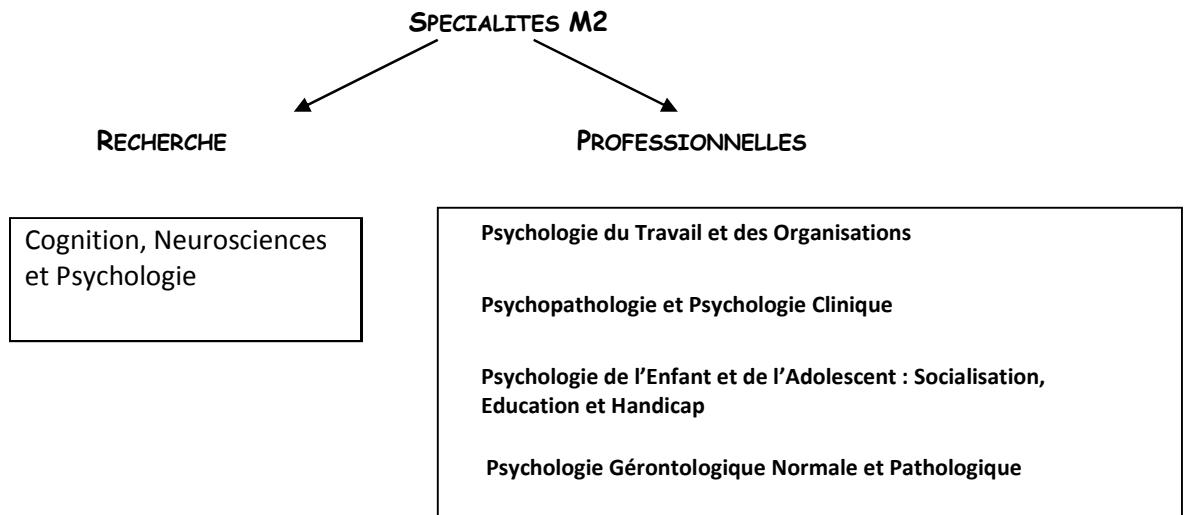 SPECIALITES M2
RECHERCHE
PROFESSIONNELLES
Cognition, Neurosciences
et Psychologie
Psychologie du Travail et des Organisations
Psychopathologie et Psychologie Clinique
Psychologie de l’Enfant et de l’Adolescent : Socialisation,
Education et Handicap
Psychologie Gérontologique Normale et Pathologique